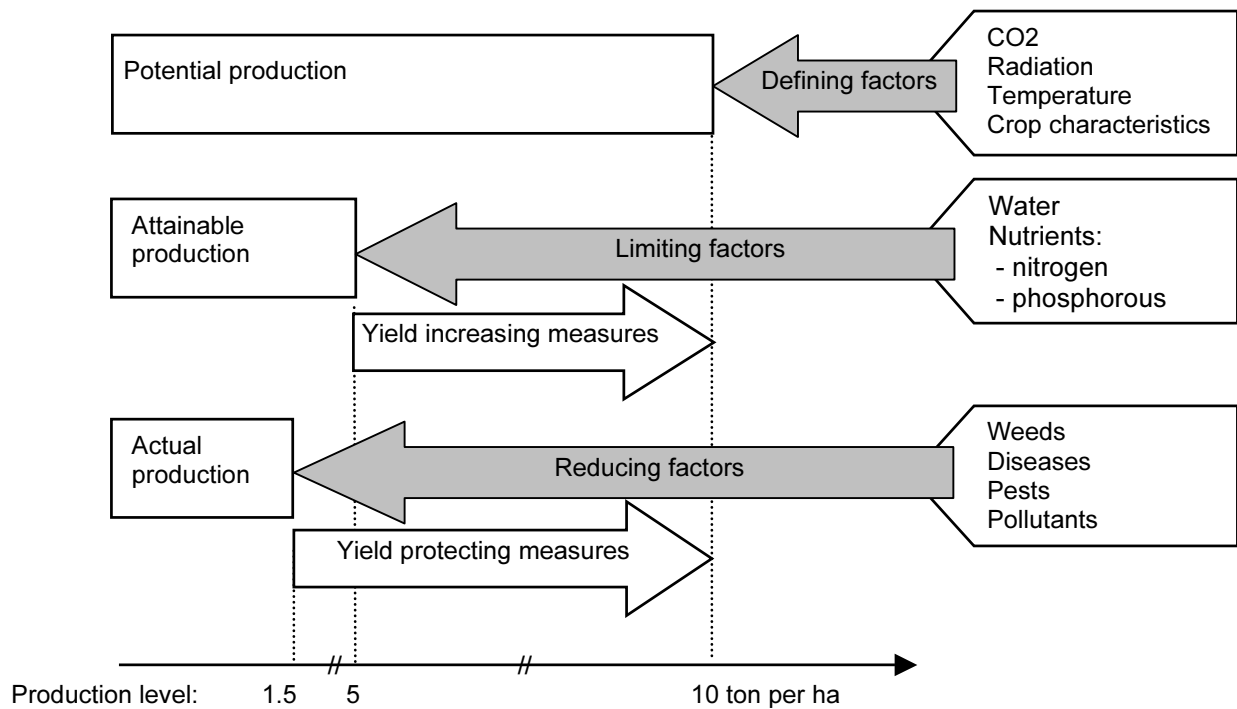 Potential production
Defining factors
CO2
Radiation
Temperature
Crop characteristics
Attainable
production
Limiting factors
Water
Nutrients:
- nitrogen
- phosphorous
Yield increasing measures
Actual
production
Reducing factors
Weeds
Diseases
Pests
Pollutants
Yield protecting measures
Production level: 1.5 5 10 ton per ha